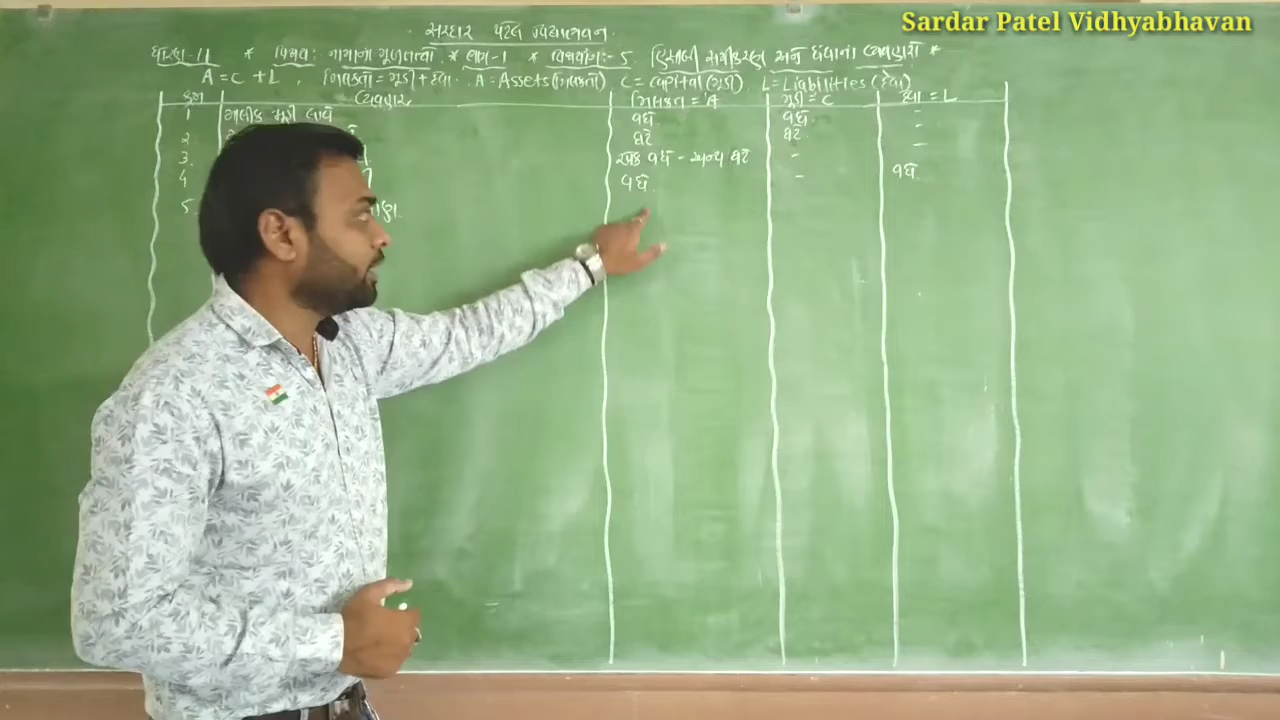 Sardar Patel Vidhyabhavan
સરદાર પટેલ વિદ્યાભવન
ધોરણ-11 * વિષય: નામાનાં મૂળતત્વો * ભાગ-1 * વિષયાંગ:- 5. હિસાબી સમીકરણ અને ધંધાના વ્યવહારો *
A = C + L, મિલકતો = મૂડી + દેવા. A = Assets (મિલકતો) C = Capital (મૂડી) L = Liabilities (દેવા)
ક્રમ વ્યવહાર મિલકત = A મૂડી = C દેવા = L
1 માલીક મૂડી લાવે વધે વધે. -
2 ઘટે ઘટે. -
3. એક વધે - અન્ય ઘટે -
4 વધે - વધે
5